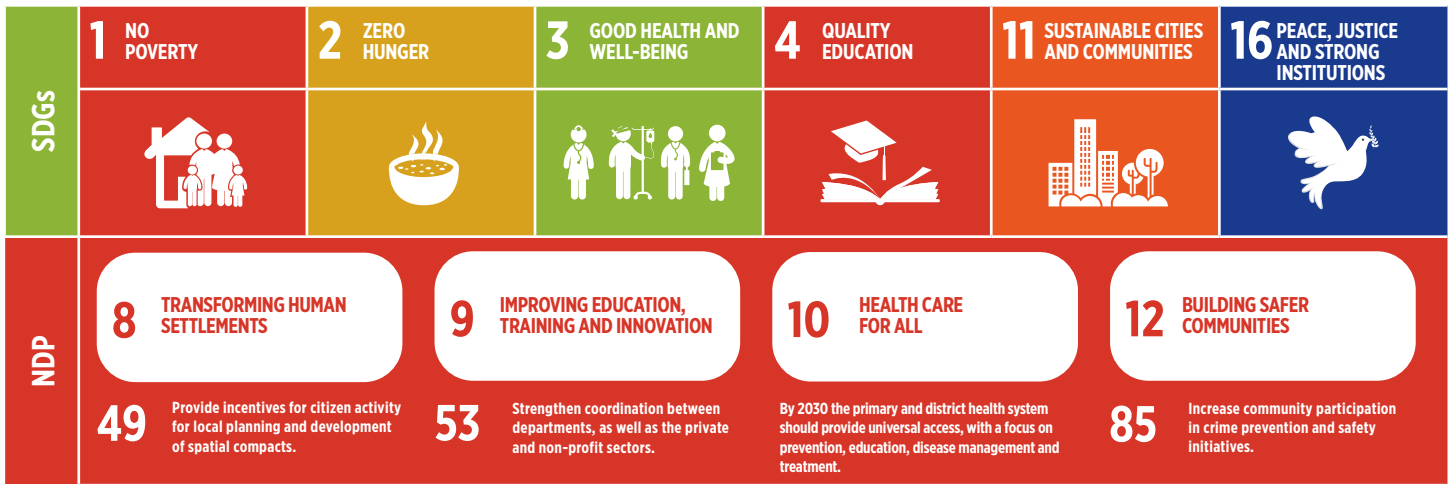 SDGs
1 NO
POVERTY
2 ZERO
HUNGER
3 GOOD HEALTH AND
WELL-BEING
4 QUALITY
EDUCATION
11 SUSTAINABLE CITIES
AND COMMUNITIES
16 PEACE, JUSTICE
AND STRONG
INSTITUTIONS
NDP
8 TRANSFORMING HUMAN
SETTLEMENTS
9 IMPROVING EDUCATION,
TRAINING AND INNOVATION
10 HEALTH CARE
FOR ALL
12 BUILDING SAFER
COMMUNITIES
49 Provide incentives for citizen activity
for local planning and development
of spatial compacts.
53 Strengthen coordination between
departments, as well as the private
and non-profit sectors.
By 2030 the primary and district health system
should provide universal access, with a focus on
prevention, education, disease management and
treatment.
85 Increase community participation
in crime prevention and safety
initiatives.